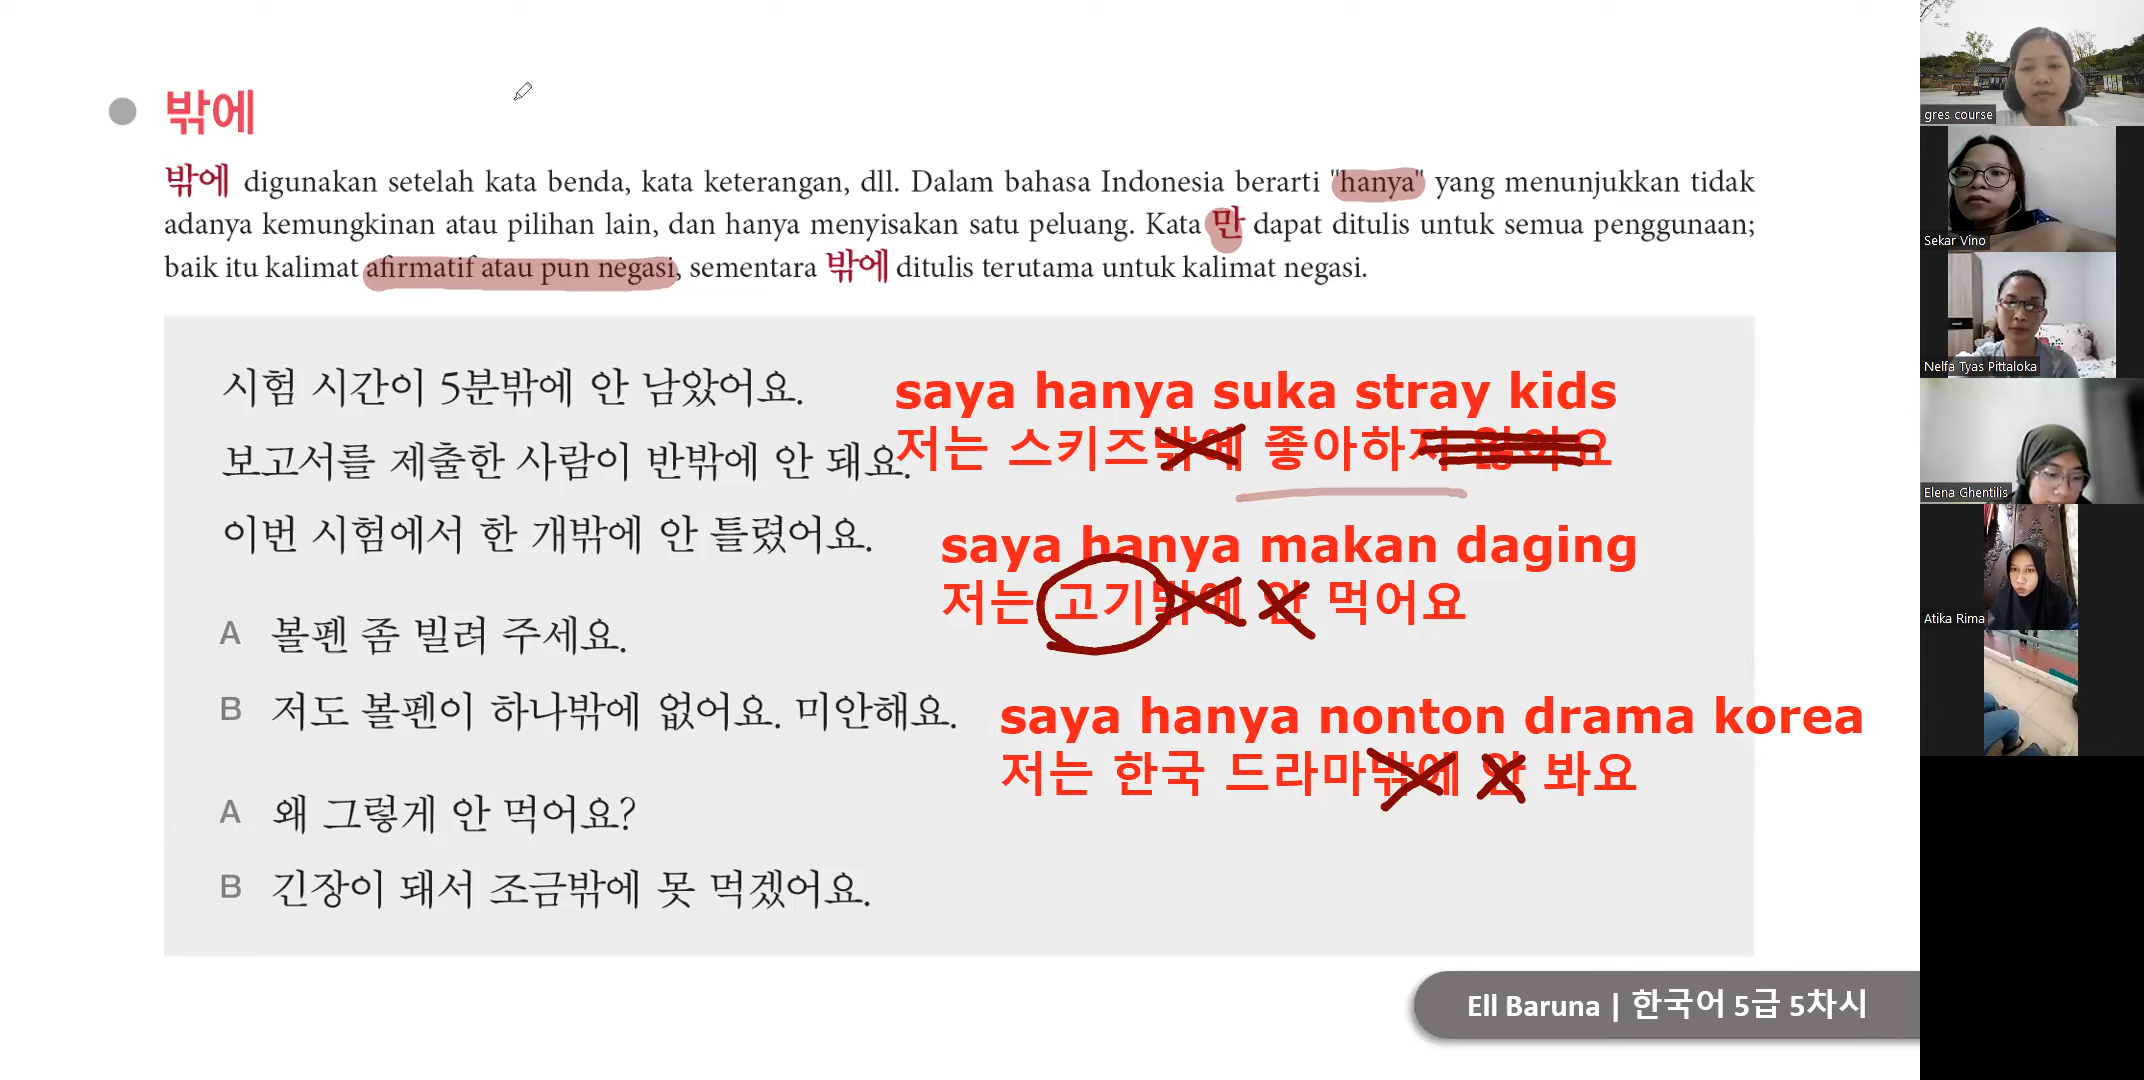 밖에
밖에 digunakan setelah kata benda, kata keterangan, dll. Dalam bahasa Indonesia berarti "hanya" yang menunjukkan tidak
adanya kemungkinan atau pilihan lain, dan hanya menyisakan satu peluang. Kata 만 dapat ditulis untuk semua penggunaan;
baik itu kalimat afirmatif atau pun negasi, sementara 밖에 ditulis terutama untuk kalimat negasi.
시험 시간이 5분밖에 안 남았어요.
보고서를 제출한 사람이 반밖에 안 돼요.
이번 시험에서 한 개밖에 안 틀렸어요.
A 볼펜 좀 빌려 주세요.
B 저도 볼펜이 하나밖에 없어요. 미안해요.
A 왜 그렇게 안 먹어요?
B 긴장이 돼서 조금밖에 못 먹겠어요.
saya hanya suka stray kids
저는 스키즈밖에 좋아하지 않아요
saya hanya makan daging
저는 고기밖에 안 먹어요
saya hanya nonton drama korea
저는 한국 드라마밖에 안 봐요
Ell Baruna | 한국어 5급 5차시
gres course
Sekar Vino
Nelfa Tyas Pittaloka
Elena Ghentilis
Atika Rima